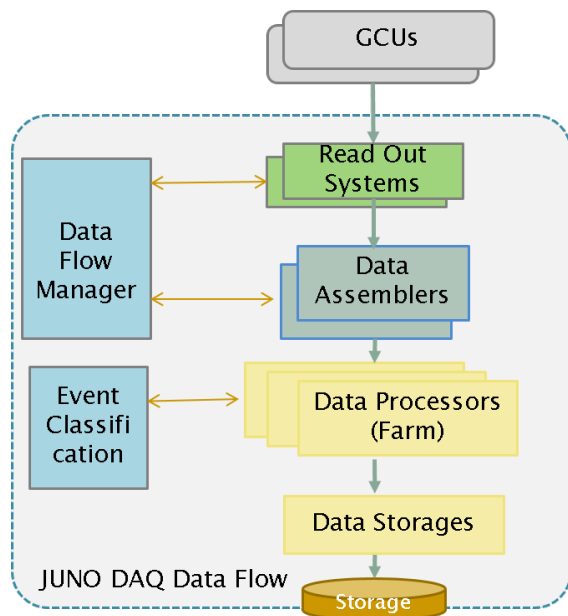 GCUs
Read Out
Systems
Data
Flow
Manager
Data
Assemblers
Event
Classifi
cation
Data Processors
(Farm)
Data Storages
JUNO DAQ Data Flow
Storage